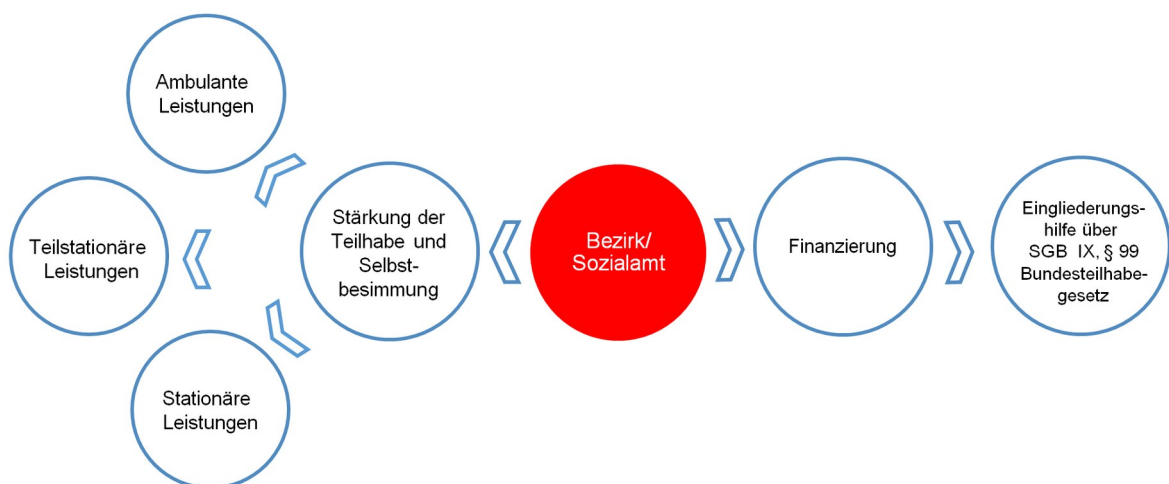 Ambulante
Leistungen
Teilstationäre
Leistungen
Stationäre
Leistungen
Stärkung der
Teilhabe und
Selbst-
besimmung
Bezirk/
Sozialamt
Finanzierung
Eingliederungs-
hilfe über
SGB IX, § 99
Bundesteilhabe-
gesetz